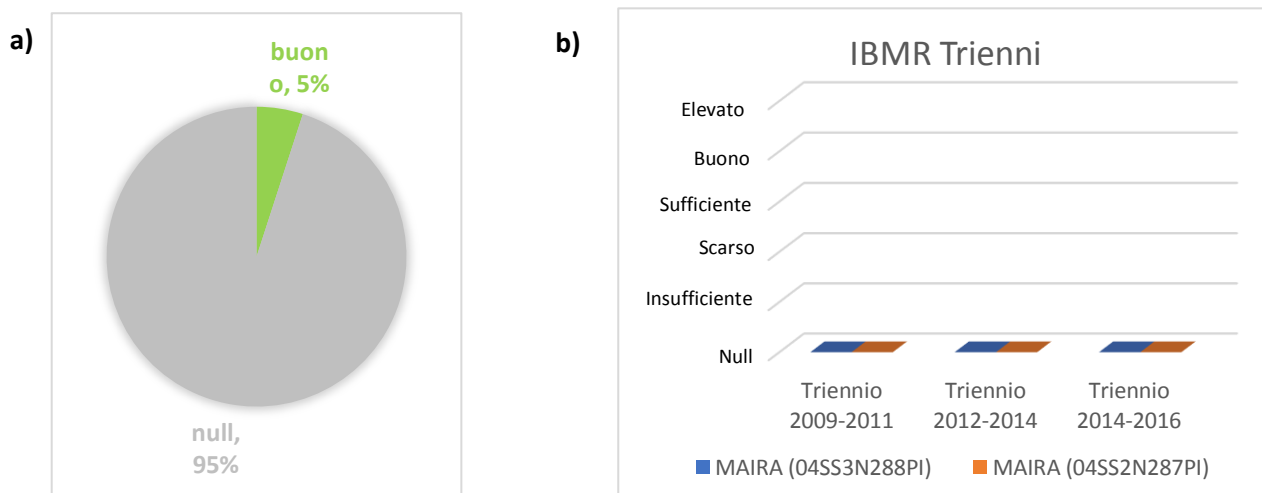 a)
buon
o, 5%
null,
95%
b)
IBMR Trienni
Elevato
Buono
Sufficiente
Scarso
Insufficiente
Null
Triennio
2009-2011
Triennio
2012-2014
Triennio
2014-2016
MAIRA (04SS3N288PI)
MAIRA (04SS2N287PI)